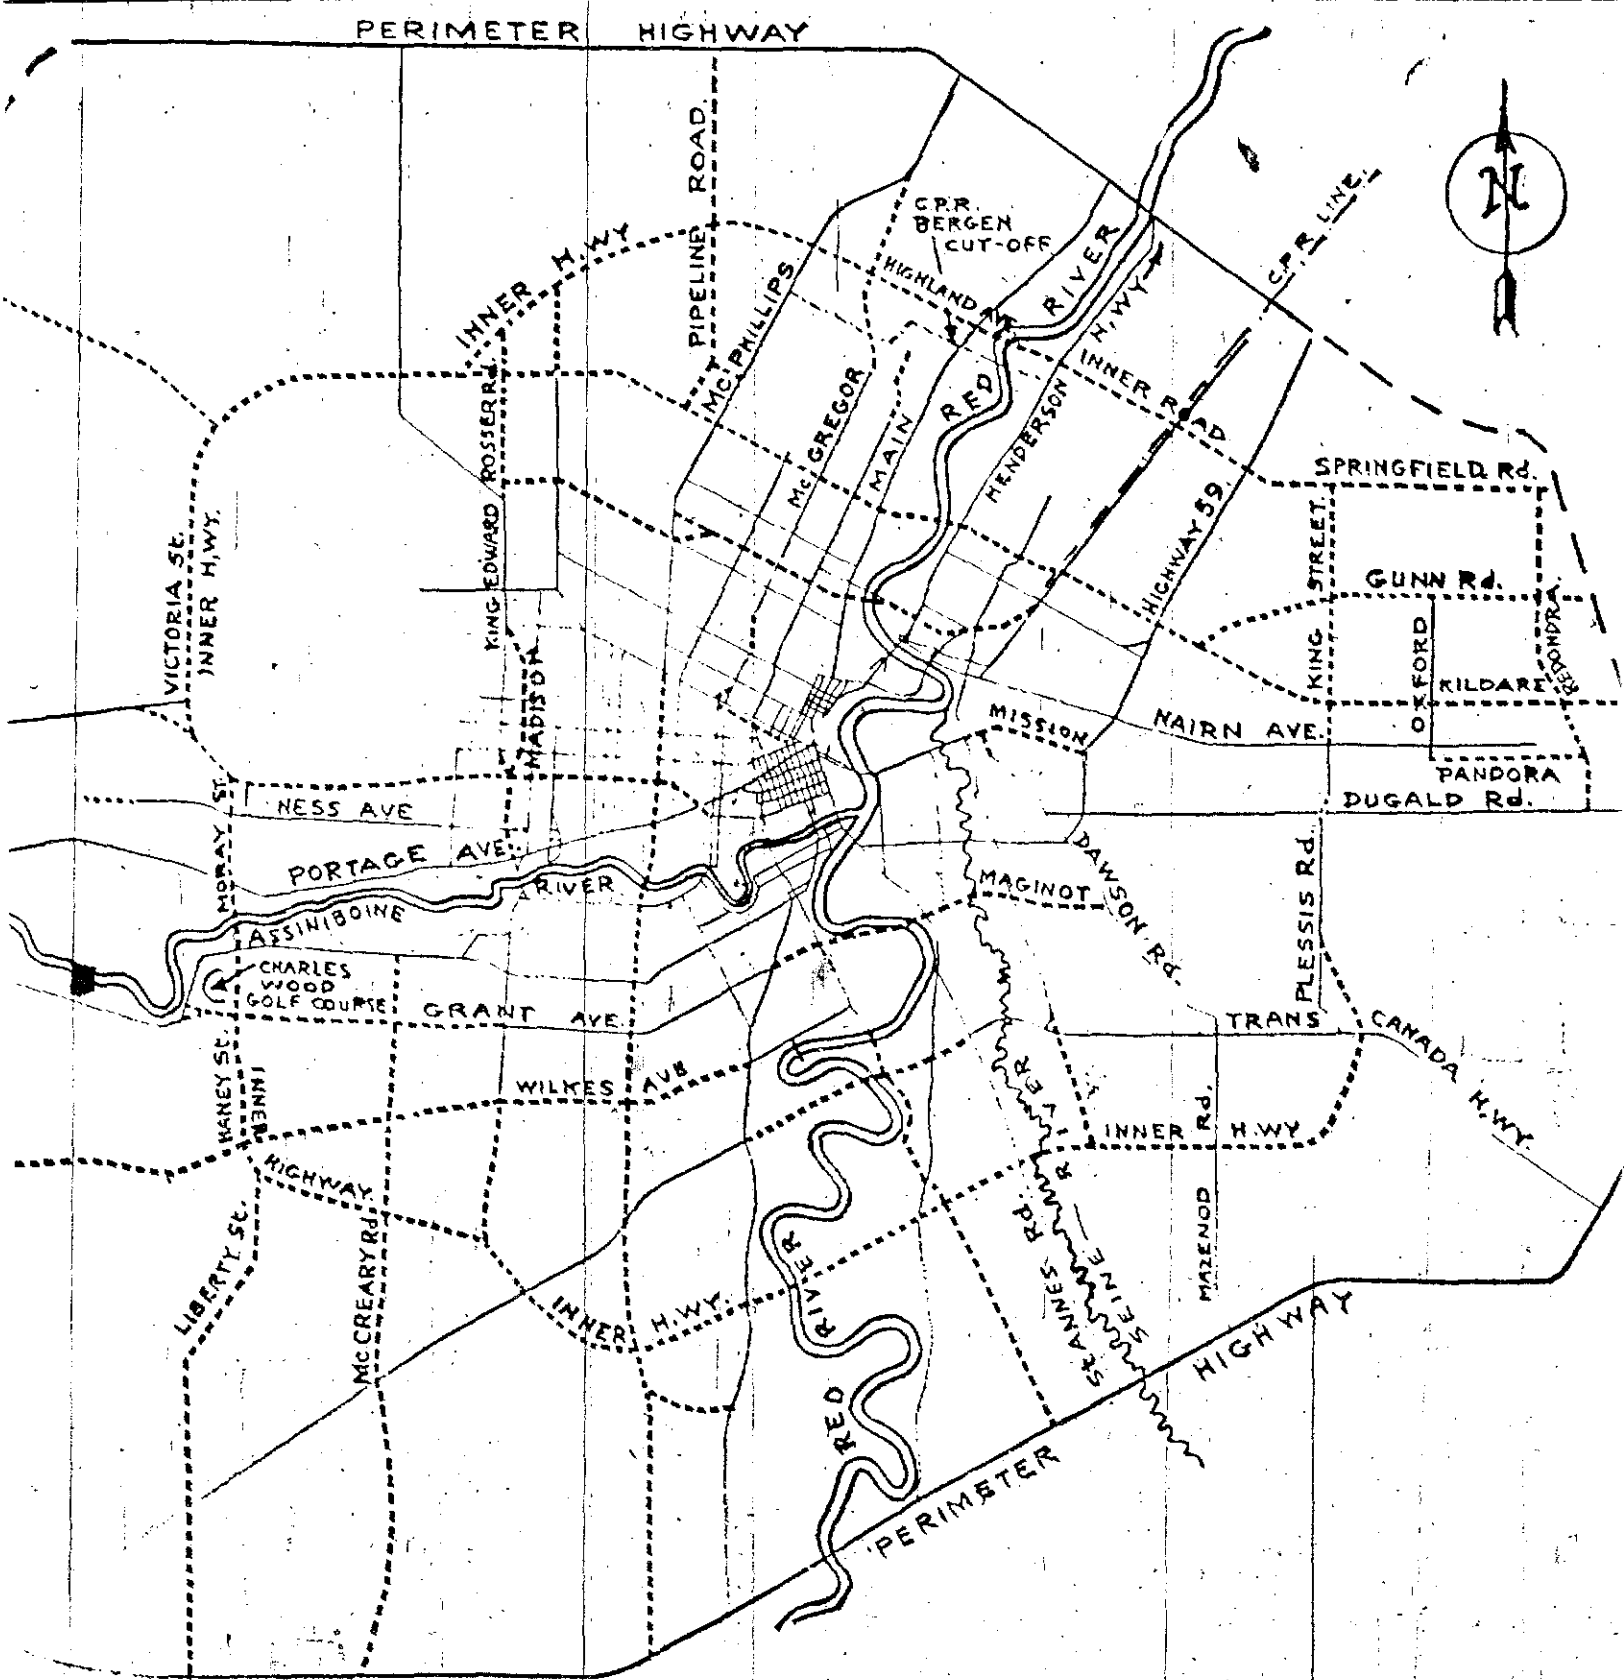 PERIMETER HIGHWAY
PIPELINE ROAD.
N
C.P.R. LINE.
C.P.R.
BERGEN
CUT-OFF
INNER H.WY
HIGHLAND
RED RIVER
H.WY
McPHILLIPS
INNER ROAD
ROSSER Rd.
McGREGOR
MAIN
HENDERSON
SPRINGFIELD Rd.
HIGHWAY 59.
VICTORIA St.
INNER H,WY.
KING EDWARD
KING STREET.
GUNN Rd.
REDONDRA.
OXFORD
MADISON
KILDARE
MISSION
NAIRN AVE.
PANDORA
DUGALD Rd.
NESS AVE
MORAY ST.
PORTAGE AVE.
DAWSON Rd.
PLESSIS Rd.
MAGINOT
ASSINIBOINE RIVER
CHARLES
WOOD
GOLF COURSE
GRANT AVE
TRANS CANADA H.WY.
HANEY St.
INNER
WILKES AVE
INNER H.WY
HIGHWAY
LIBERTY St.
McCREARY Rd.
MAZENOD Rd.
St ANNES Rd.
SEINE RIVER
INNER H.WY.
RED RIVER
PERIMETER HIGHWAY